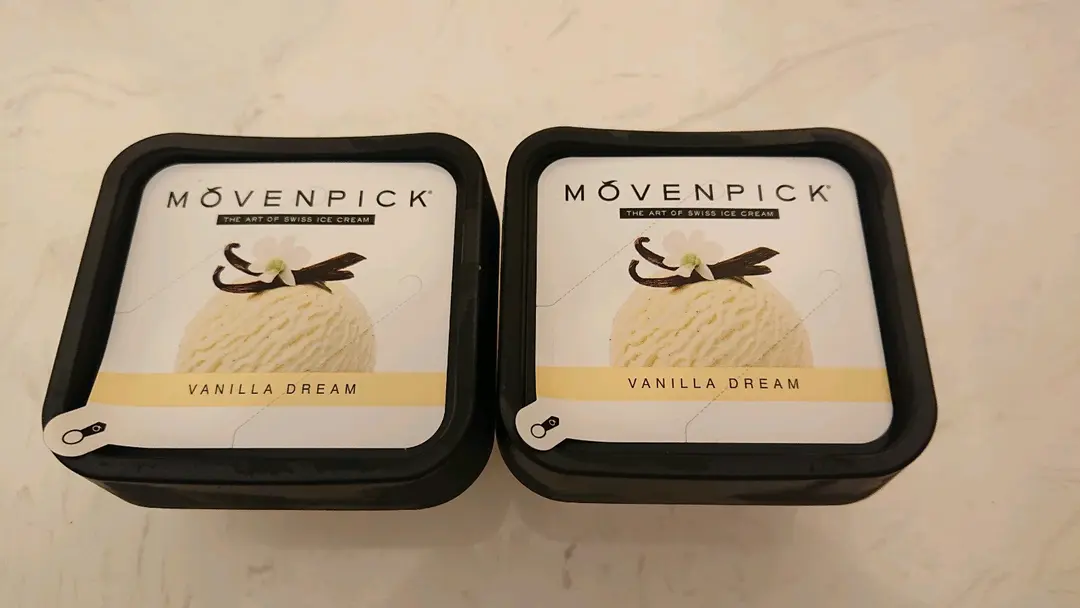 MÖVENPICK®
THE ART OF SWISS ICE CREAM
VANILLA DREAM
MÖVENPICK®
THE ART OF SWISS ICE CREAM
VANILLA DREAM